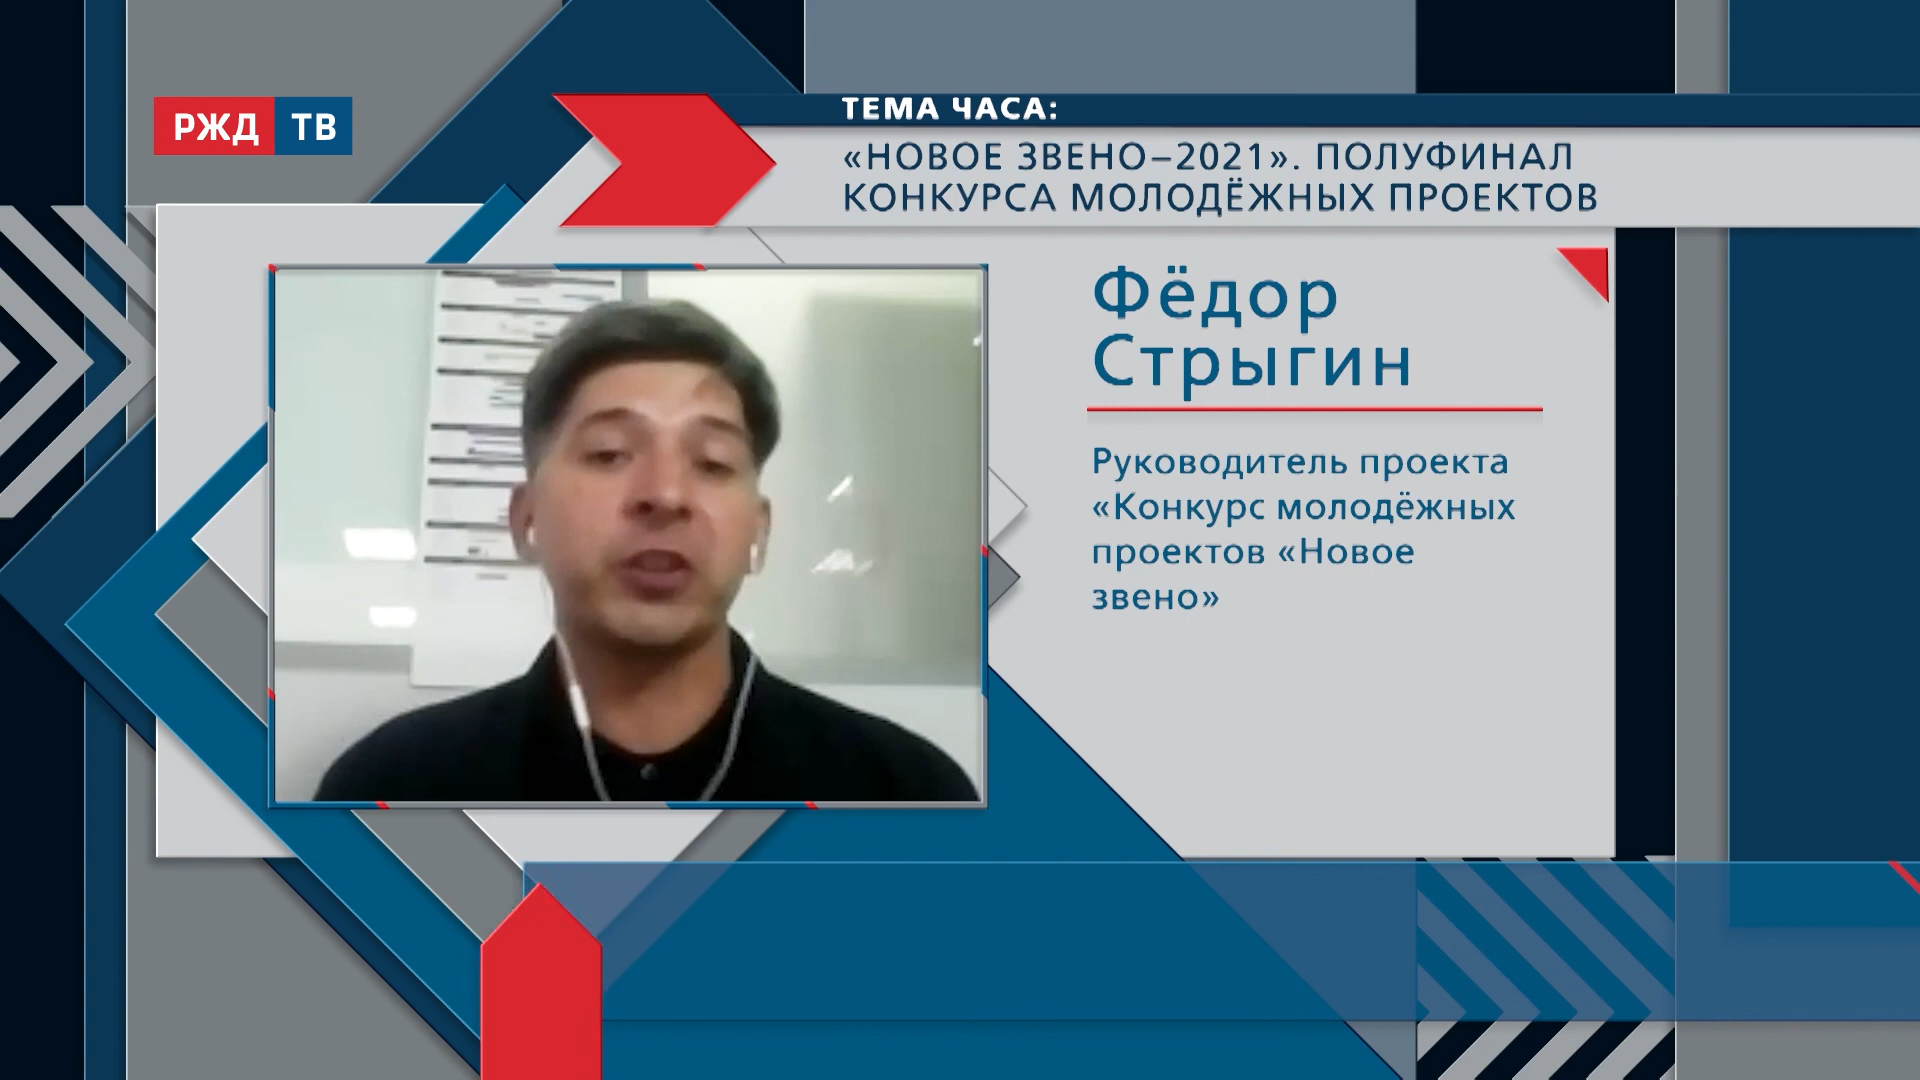 РЖД ТВ
ТЕМА ЧАСА:
«НОВОЕ ЗВЕНО–2021». ПОЛУФИНАЛ
КОНКУРСА МОЛОДЁЖНЫХ ПРОЕКТОВ
Фёдор
Стрыгин
Руководитель проекта
«Конкурс молодёжных
проектов «Новое
звено»